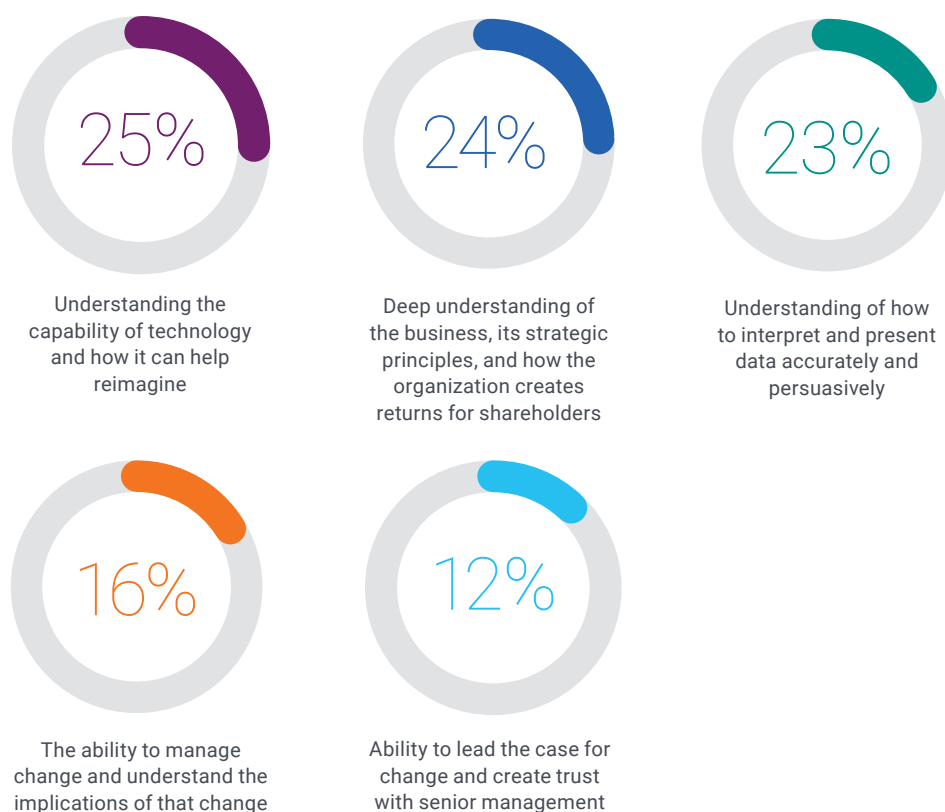 25%
Understanding the
capability of technology
and how it can help
reimagine
24%
Deep understanding of
the business, its strategic
principles, and how the
organization creates
returns for shareholders
23%
Understanding of how
to interpret and present
data accurately and
persuasively
16%
The ability to manage
change and understand the
implications of that change
12%
Ability to lead the case for
change and create trust
with senior management